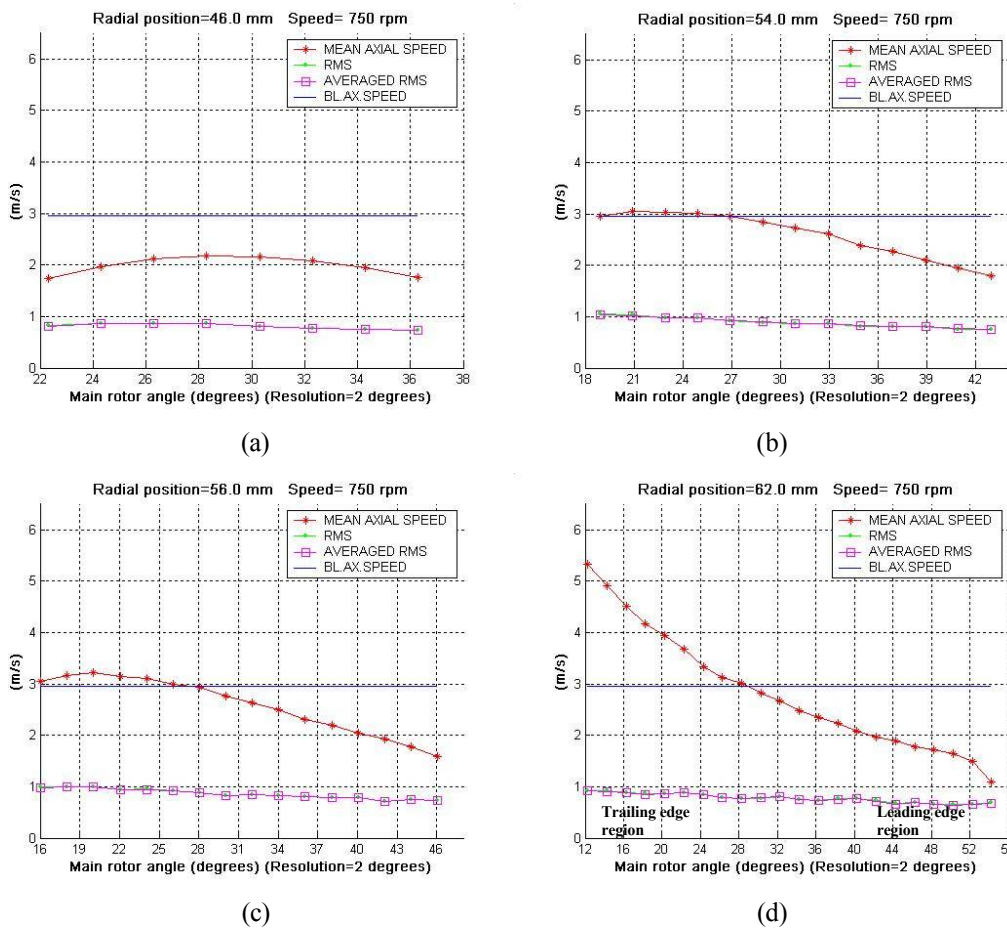 Radial position=46.0 mm Speed= 750 rpm
MEAN AXIAL SPEED
RMS
AVERAGED RMS
BL.AX.SPEED
(m/s)
6
5
4
3
2
1
0
22 24 26 28 30 32 34 36 38
Main rotor angle (degrees) (Resolution=2 degrees)
(a)
Radial position=54.0 mm Speed= 750 rpm
MEAN AXIAL SPEED
RMS
AVERAGED RMS
BL.AX.SPEED
(m/s)
6
5
4
3
2
1
0
18 21 24 27 30 33 36 39 42
Main rotor angle (degrees) (Resolution=2 degrees)
(b)
Radial position=56.0 mm Speed= 750 rpm
MEAN AXIAL SPEED
RMS
AVERAGED RMS
BL.AX.SPEED
(m/s)
6
5
4
3
2
1
0
16 19 22 25 28 31 34 37 40 43 46
Main rotor angle (degrees) (Resolution=2 degrees)
(c)
Radial position=62.0 mm Speed= 750 rpm
MEAN AXIAL SPEED
RMS
AVERAGED RMS
BL.AX.SPEED
(m/s)
6
5
4
3
2
1
0
Trailing edge
region
Leading edge
region
12 16 20 24 28 32 36 40 44 48 52
Main rotor angle (degrees) (Resolution=2 degrees)
(d)